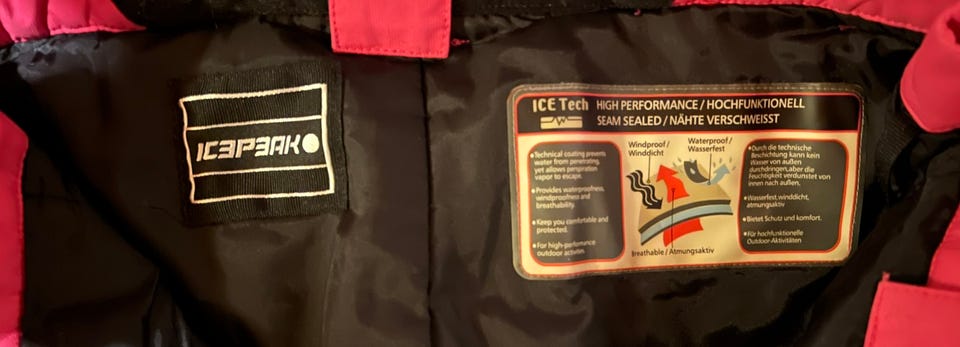 ICEPEAK
ICE Tech
HIGH PERFORMANCE / HOCHFUNKTIONELL
SEAM SEALED / NÄHTE VERSCHWEISST
Technical coating prevents
water from penetrating,
yet allows perspiration
vapor to escape.
Provides waterproofness,
windproofness and
breathability.
Keep you comfortable and
protected.
For high-perfomance
outdoor activities
Windproof /
Winddicht
Waterproof /
Wasserfest
Breathable / Atmungsaktiv
Durch die technische
Beschichtung kann kein
Wasser von außen
durchdringen,aber die
Feuchtigkeit verdunstet von
innen nach außen.
Wasserfest,winddicht,
atmungsaktiv
Bietet Schutz und komfort.
Für hochfunktionelle
Outdoor-Aktivitäten